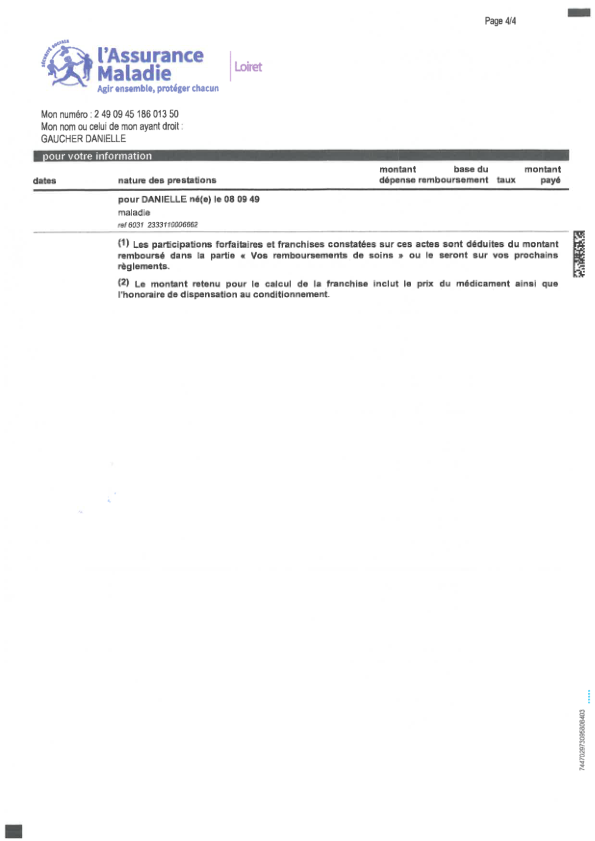 Page 4/4
SÉCURITÉ SOCIALE
l'Assurance
Maladie
Agir ensemble, protéger chacun
Loiret
Mon numéro : 2 49 09 45 186 013 50
Mon nom ou celui de mon ayant droit :
GAUCHER DANIELLE
pour votre information
montant base du montant
dates nature des prestations dépense remboursement taux payé
pour DANIELLE né(e) le 08 09 49
maladie
ref 6031 2333110006662
(1) Les participations forfaitaires et franchises constatées sur ces actes sont déduites du montant
remboursé dans la partie « Vos remboursements de soins » ou le seront sur vos prochains
règlements.
(2) Le montant retenu pour le calcul de la franchise inclut le prix du médicament ainsi que
l'honoraire de dispensation au conditionnement.